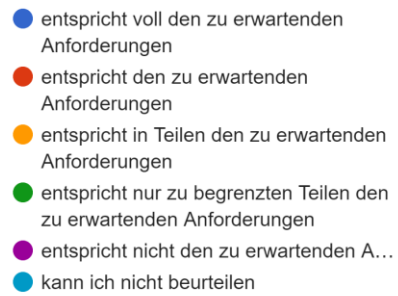 entspricht voll den zu erwartenden
Anforderungen
entspricht den zu erwartenden
Anforderungen
entspricht in Teilen den zu erwartenden
Anforderungen
entspricht nur zu begrenzten Teilen den
zu erwartenden Anforderungen
entspricht nicht den zu erwartenden A…
kann ich nicht beurteilen